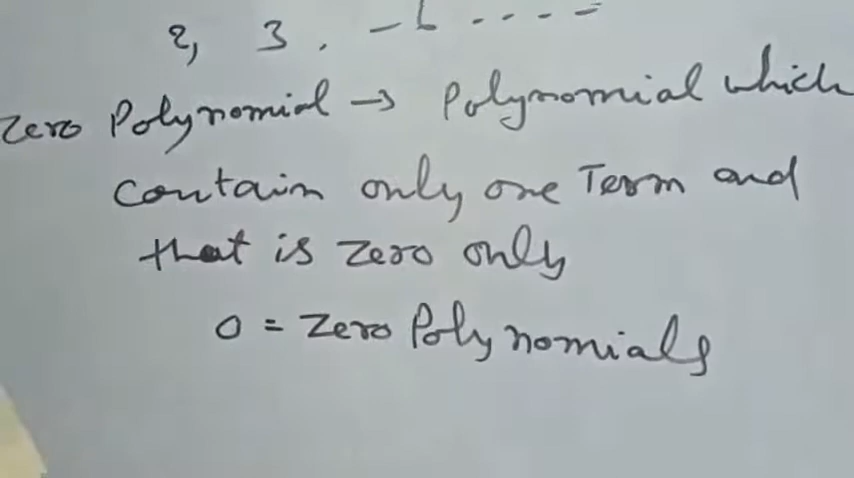 2, 3, -6 ----=
Zero Polynomial → Polynomial which
contain only one Term and
that is zero only
0 = Zero Polynomials